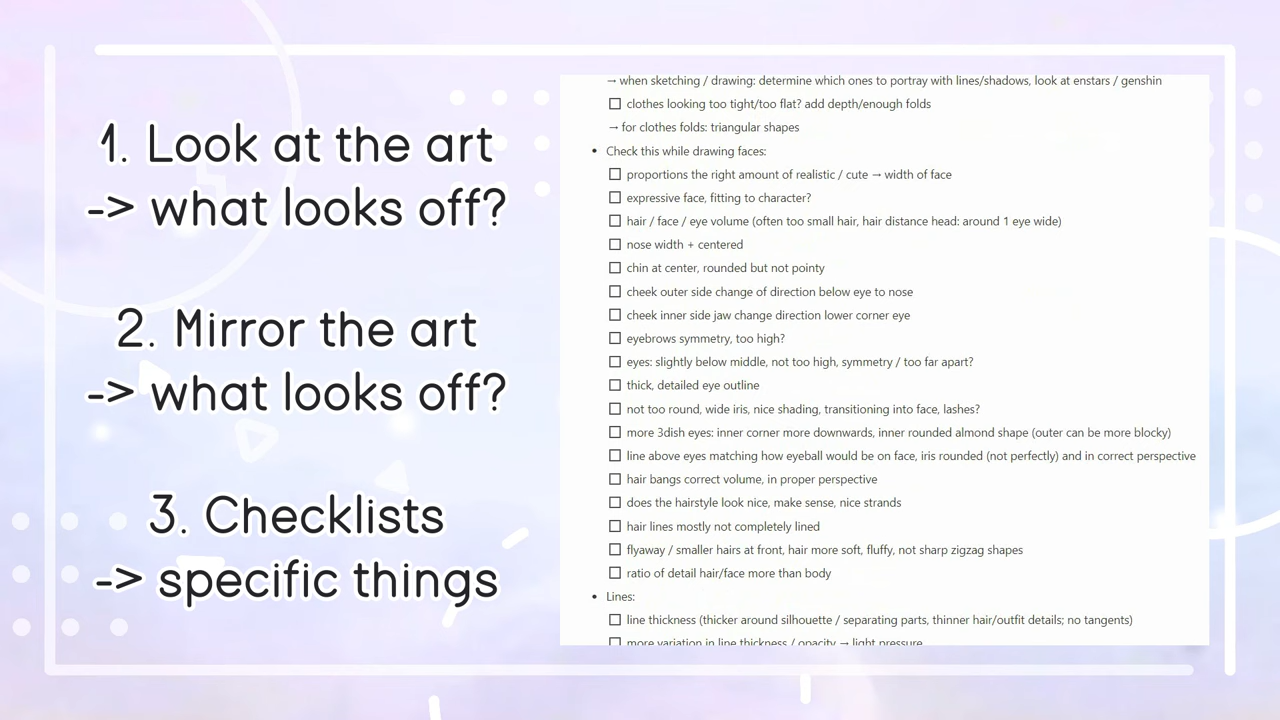 1. Look at the art
-> what looks off?
2. Mirror the art
-> what looks off?
3. Checklists
-> specific things
→ when sketching / drawing: determine which ones to portray with lines/shadows, look at enstars / genshin
clothes looking too tight/too flat? add depth/enough folds
→ for clothes folds: triangular shapes
• Check this while drawing faces:
proportions the right amount of realistic / cute → width of face
expressive face, fitting to character?
hair / face / eye volume (often too small hair, hair distance head: around 1 eye wide)
nose width + centered
chin at center, rounded but not pointy
cheek outer side change of direction below eye to nose
cheek inner side jaw change direction lower corner eye
eyebrows symmetry, too high?
eyes: slightly below middle, not too high, symmetry / too far apart?
thick, detailed eye outline
not too round, wide iris, nice shading, transitioning into face, lashes?
more 3dish eyes: inner corner more downwards, inner rounded almond shape (outer can be more blocky)
line above eyes matching how eyeball would be on face, iris rounded (not perfectly) and in correct perspective
hair bangs correct volume, in proper perspective
does the hairstyle look nice, make sense, nice strands
hair lines mostly not completely lined
flyaway / smaller hairs at front, hair more soft, fluffy, not sharp zigzag shapes
ratio of detail hair/face more than body
• Lines:
line thickness (thicker around silhouette / separating parts, thinner hair/outfit details; no tangents)
more variation in line thickness / opacity → light pressure